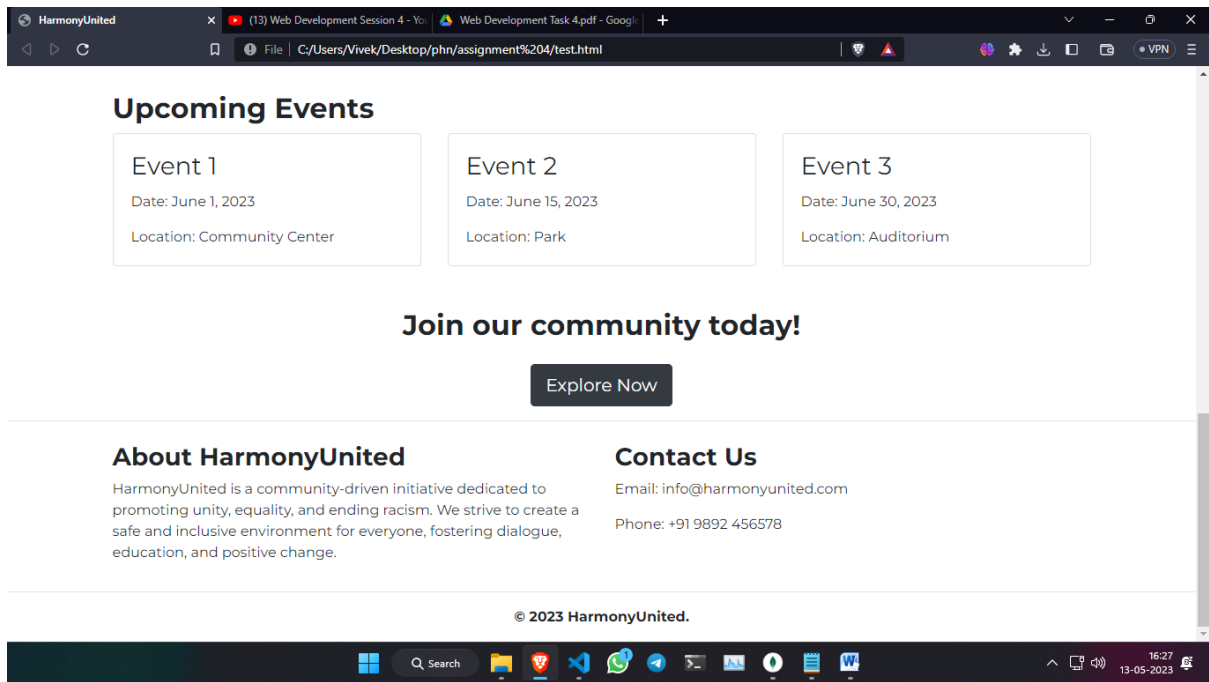 HarmonyUnited
(13) Web Development Session 4 - You
Web Development Task 4.pdf - Google
File
C:/Users/Vivek/Desktop/phn/assignment%204/test.html
VPN
Upcoming Events
Event 1
Date: June 1, 2023
Location: Community Center
Event 2
Date: June 15, 2023
Location: Park
Event 3
Date: June 30, 2023
Location: Auditorium
Join our community today!
Explore Now
About HarmonyUnited
HarmonyUnited is a community-driven initiative dedicated to
promoting unity, equality, and ending racism. We strive to create a
safe and inclusive environment for everyone, fostering dialogue,
education, and positive change.
Contact Us
Email: info@harmonyunited.com
Phone: +91 9892 456578
© 2023 HarmonyUnited.
Search
1
16:27
13-05-2023